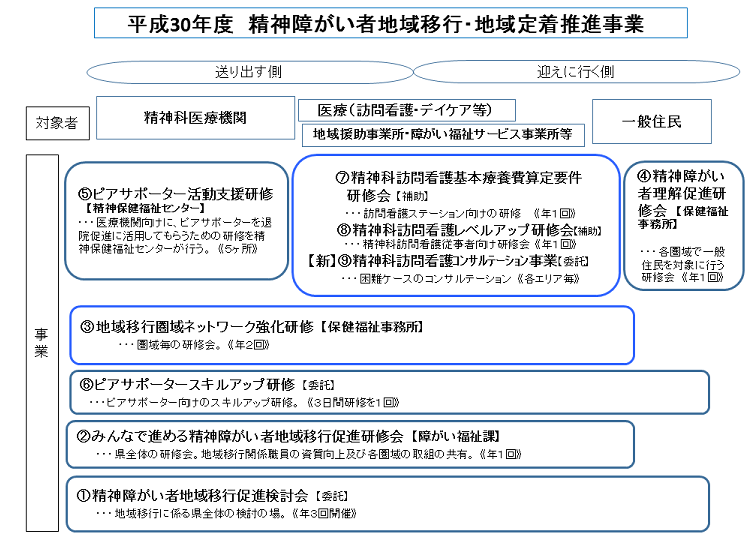 平成30年度　精神障がい者地域移行・地域定着推進事業
送り出す側
迎えに行く側
対象者
精神科医療機関
医療（訪問看護・デイケア等）
地域援助事業所・障がい福祉サービス事業所等
一般住民
事業
⑤ピアサポーター活動支援研修
【精神保健福祉センター】
･･･医療機関向けに、ピアサポーターを退
院促進に活用してもらうための研修を精
神保健福祉センターが行う。《5ヶ所》
⑦精神科訪問看護基本療養費算定要件
研修会【補助】
･･･訪問看護ステーション向けの研修　《年1回》
⑧精神科訪問看護レベルアップ研修会【補助】
･･･精神科訪問看護従事者向け研修会《年1回》
【新】⑨精神科訪問看護コンサルテーション事業【委託】
･･･困難ケースのコンサルテーション《各エリア毎》
④精神障がい
者理解促進研
修会【保健福祉
事務所】
･･･各圏域で一般
住民を対象に行う
研修会《年1回》
③地域移行圏域ネットワーク強化研修【保健福祉事務所】
･･･圏域毎の研修会。《年2回》
⑥ピアサポータースキルアップ研修【委託】
･･･ピアサポーター向けのスキルアップ研修。《3日間研修を1回》
②みんなで進める精神障がい者地域移行促進研修会【障がい福祉課】
･･･県全体の研修会。地域移行関係職員の資質向上及び各圏域の取組の共有。《年1回》
①精神障がい者地域移行促進検討会【委託】
･･･地域移行に係る県全体の検討の場。《年3回開催》